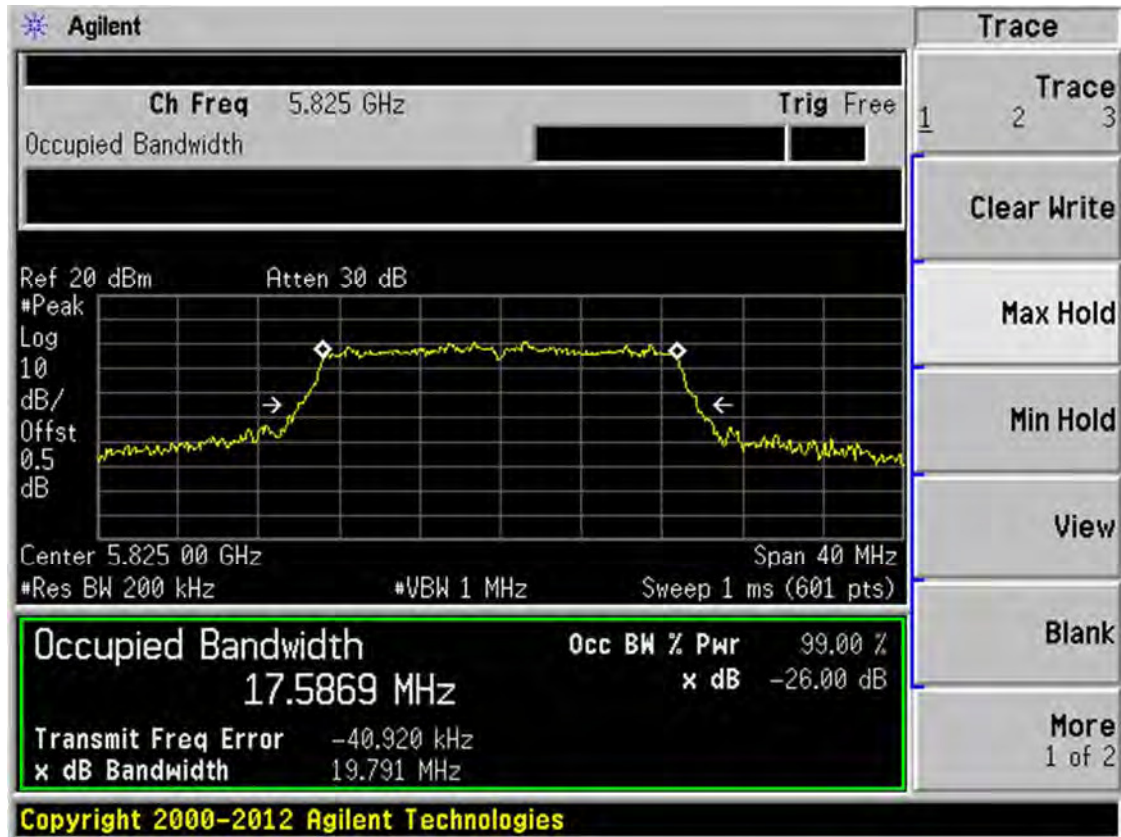 Agilent
Trace
Ch Freq 5.825 GHz Trig Free
Occupied Bandwidth
Trace
1 2 3
Clear Write
Max Hold
Min Hold
View
Blank
More
1 of 2
Ref 20 dBm Atten 30 dB
#Peak
Log
10
dB/
Offst
0.5
dB
Center 5.825 00 GHz Span 40 MHz
#Res BW 200 kHz #VBW 1 MHz Sweep 1 ms (601 pts)
Occupied Bandwidth
17.5869 MHz
Occ BW % Pwr 99.00 %
x dB -26.00 dB
Transmit Freq Error -40.920 kHz
x dB Bandwidth 19.791 MHz
Copyright 2000-2012 Agilent Technologies